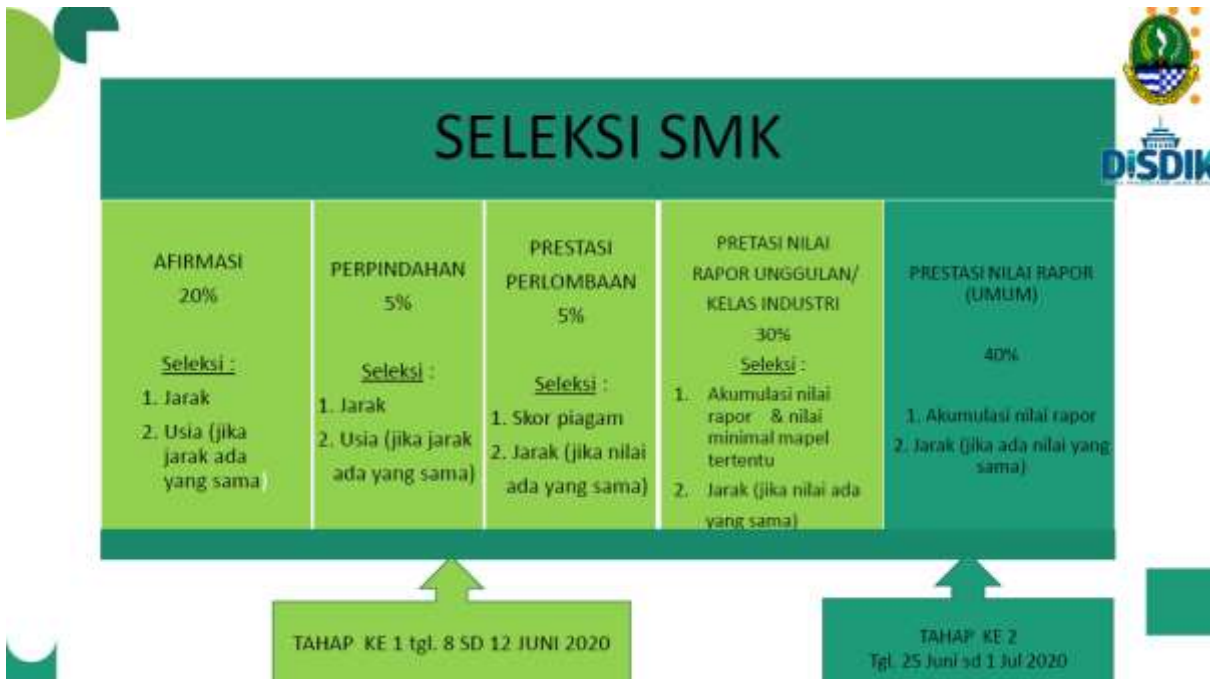 SELEKSI SMK
DiSDIK
AFIRMASI
20%
Seleksi :
1. Jarak
2. Usia (jika
jarak ada
yang sama)
PERPINDAHAN
5%
Seleksi :
1. Jarak
2. Usia (jika jarak
ada yang sama)
PRESTASI
PERLOMBAAN
5%
Seleksi :
1. Skor piagam
2. Jarak (jika nilai
ada yang sama)
PRETASI NILAI
RAPOR UNGGULAN/
KELAS INDUSTRI
30%
Seleksi :
1. Akumulasi nilai
rapor & nilai
minimal mapel
tertentu
2. Jarak (jika nilai ada
yang sama)
PRESTASI NILAI RAPOR
(UMUM)
40%
1. Akumulasi nilai rapor
2. Jarak (jika ada nilai yang
sama)
TAHAP KE 1 tgl. 8 SD 12 JUNI 2020
TAHAP KE 2
Tgl. 25 Juni sd 1 Jul 2020